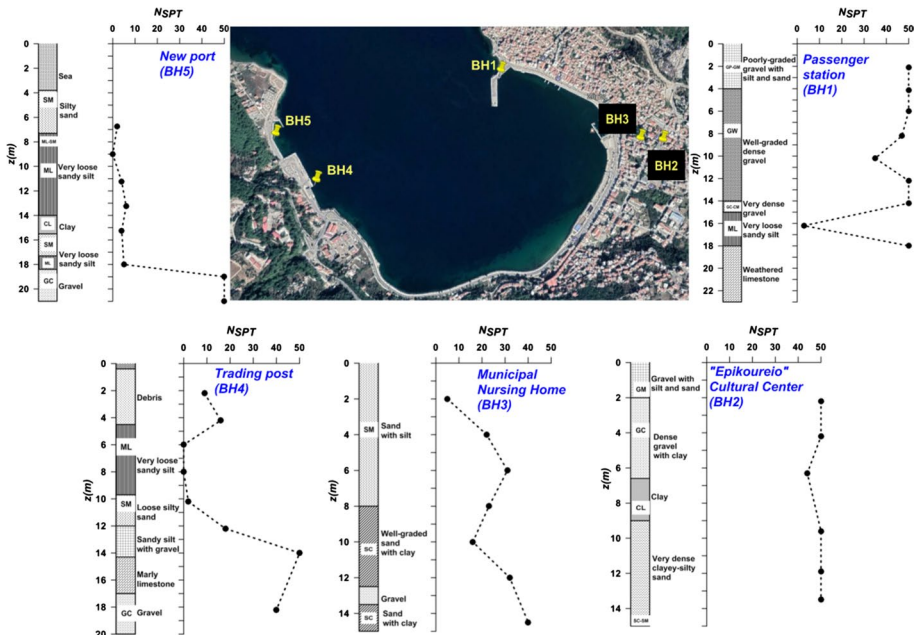 NSPT
0 10 20 30 40 50
New port
(BH5)
z(m)
0
2
4
6
8
10
12
14
16
18
20
Sea
SM
Silty
sand
ML-SM
ML
Very loose
sandy silt
CL
Clay
SM
Very loose
sandy silt
ML
GC
Gravel
BH1
BH3
BH2
BH5
BH4
NSPT
0 10 20 30 40 50
Passenger
station
(BH1)
z(m)
0
2
4
6
8
10
12
14
16
18
20
22
GP-GM
Poorly-graded
gravel with
silt and sand
GW
Well-graded
dense
gravel
GC-CM
Very dense
gravel
ML
Very loose
sandy silt
Weathered
limestone
NSPT
0 10 20 30 40 50
Trading post
(BH4)
z(m)
0
2
4
6
8
10
12
14
16
18
20
Debris
ML
Very loose
sandy silt
SM
Loose silty
sand
Sandy silt
with gravel
Marly
limestone
GC
Gravel
NSPT
0 10 20 30 40 50
Municipal
Nursing Home
(BH3)
z(m)
0
2
4
6
8
10
12
14
SM
Sand
with silt
SC
Well-graded
sand
with clay
Gravel
SC
Sand
with clay
NSPT
0 10 20 30 40 50
"Epikoureio"
Cultural Center
(BH2)
z(m)
0
2
4
6
8
10
12
14
GM
Gravel with
silt and sand
GC
Dense
gravel
with clay
Clay
CL
Very dense
clayey-silty
sand
SC-SM